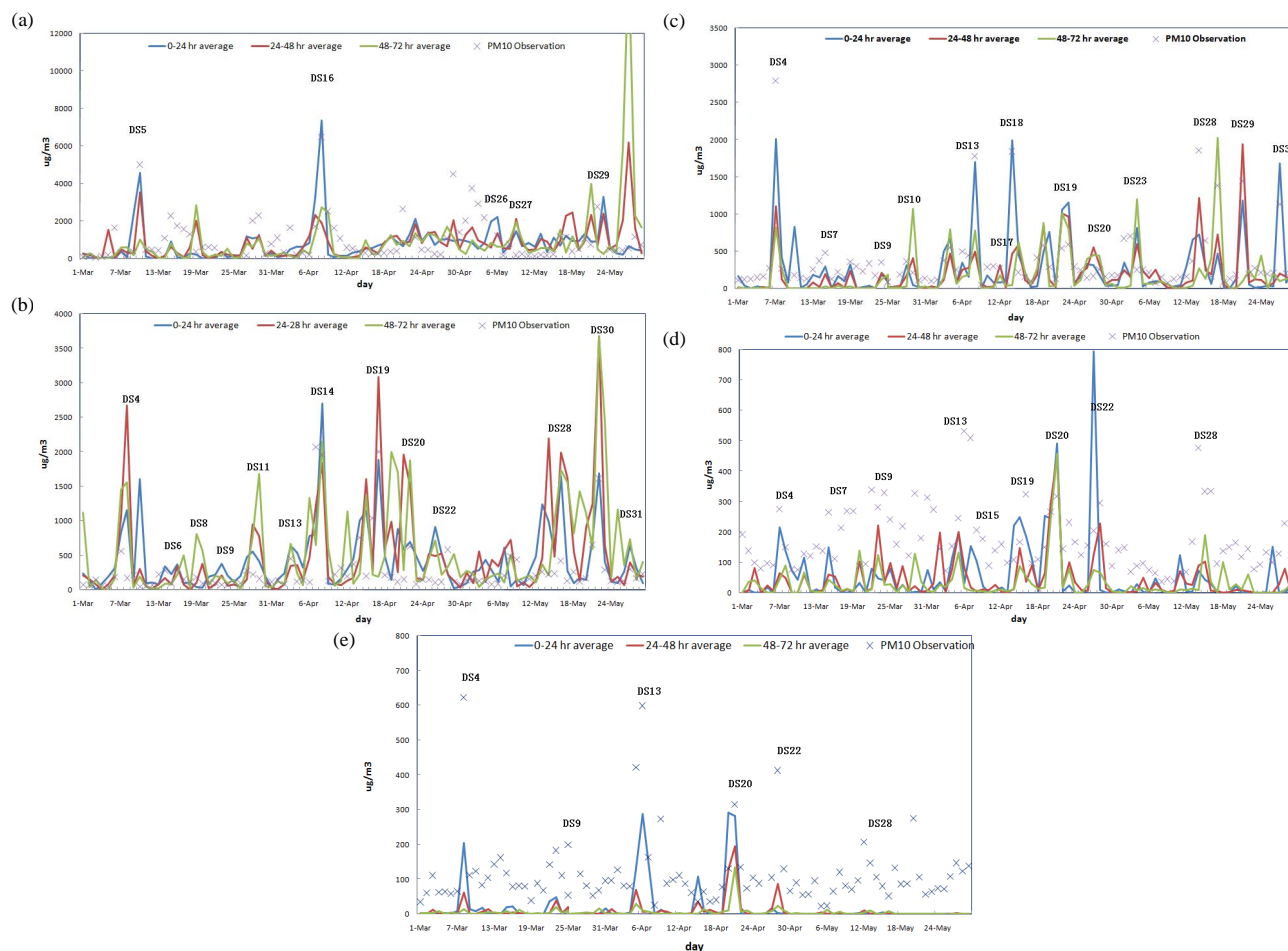 (a)
0-24 hr average 24-48 hr average 48-72 hr average PM10 Observation
12000
10000
8000
6000
4000
2000
0
ug/m3
DS5
DS16
DS26
DS27
DS29
1-Mar 7-Mar 13-Mar 19-Mar 25-Mar 31-Mar 6-Apr 12-Apr 18-Apr 24-Apr 30-Apr 6-May 12-May 18-May 24-May
day
(b)
0-24 hr average 24-28 hr average 48-72 hr average PM10 Observation
4000
3500
3000
2500
2000
1500
1000
500
0
ug/m3
DS4
DS6
DS8
DS9
DS11
DS13
DS14
DS19
DS20
DS22
DS28
DS30
DS31
1-Mar 7-Mar 13-Mar 19-Mar 25-Mar 31-Mar 6-Apr 12-Apr 18-Apr 24-Apr 30-Apr 6-May 12-May 18-May 24-May
day
(c)
0-24 hr average 24-48 hr average 48-72 hr average PM10 Observation
3500
3000
2500
2000
1500
1000
500
0
ug/m3
DS4
DS7
DS9
DS10
DS13
DS17
DS18
DS19
DS20
DS23
DS28
DS29
DS3
1-Mar 7-Mar 13-Mar 19-Mar 25-Mar 31-Mar 6-Apr 12-Apr 18-Apr 24-Apr 30-Apr 6-May 12-May 18-May 24-May
day
(d)
0-24 hr average 24-48 hr average 48-72 hr average PM10 Observation
800
700
600
500
400
300
200
100
0
ug/m3
DS4
DS7
DS9
DS13
DS15
DS19
DS20
DS22
DS28
1-Mar 7-Mar 13-Mar 19-Mar 25-Mar 31-Mar 6-Apr 12-Apr 18-Apr 24-Apr 30-Apr 6-May 12-May 18-May 24-May
day
(e)
0-24 hr average 24-48 hr average 48-72 hr average PM10 Observation
800
700
600
500
400
300
200
100
0
ug/m3
DS4
DS9
DS13
DS20
DS22
DS28
1-Mar 7-Mar 13-Mar 19-Mar 25-Mar 31-Mar 6-Apr 12-Apr 18-Apr 24-Apr 30-Apr 6-May 12-May 18-May 24-May
day